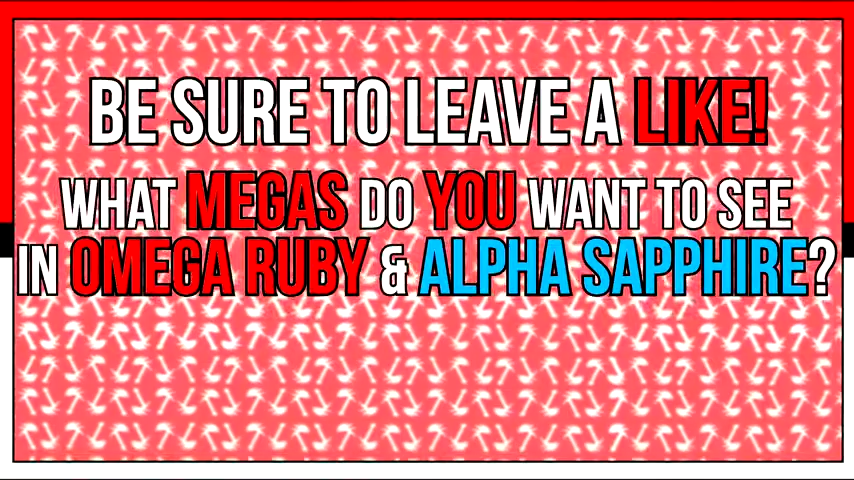 BE SURE TO LEAVE A LIKE!
WHAT MEGAS DO YOU WANT TO SEE
IN OMEGA RUBY & ALPHA SAPPHIRE?